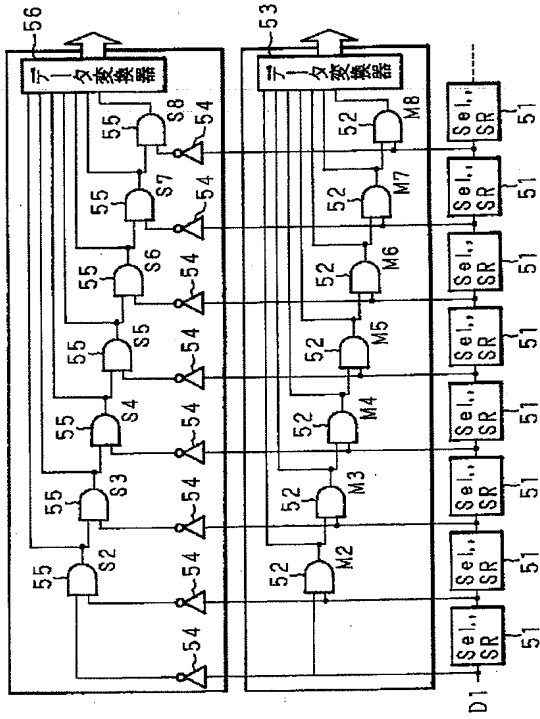 56
データ変換器
55
S8
55
S7
55
S6
55
S5
55
S4
55
S3
55
S2
54
54
54
54
54
54
54
54
53
データ変換器
52
M8
52
M7
52
M6
52
M5
52
M4
52
M3
52
M2
D1
Sel., SR
51
Sel., SR
51
Sel., SR
51
Sel., SR
51
Sel., SR
51
Sel., SR
51
Sel., SR
51
Sel., SR
51